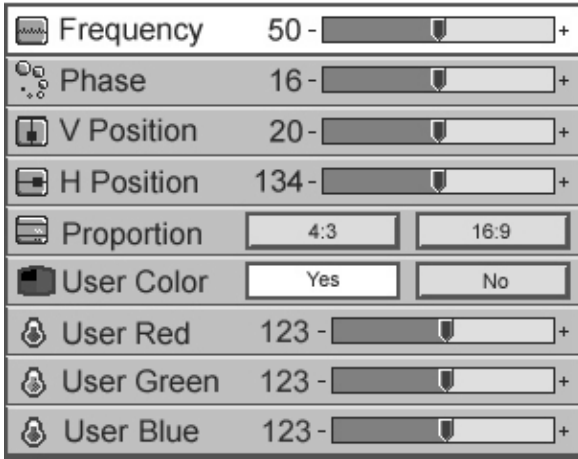 Frequency 50 - +
Phase 16 - +
V Position 20 - +
H Position 134 - +
Proportion 4:3 16:9
User Color Yes No
User Red 123 - +
User Green 123 - +
User Blue 123 - +